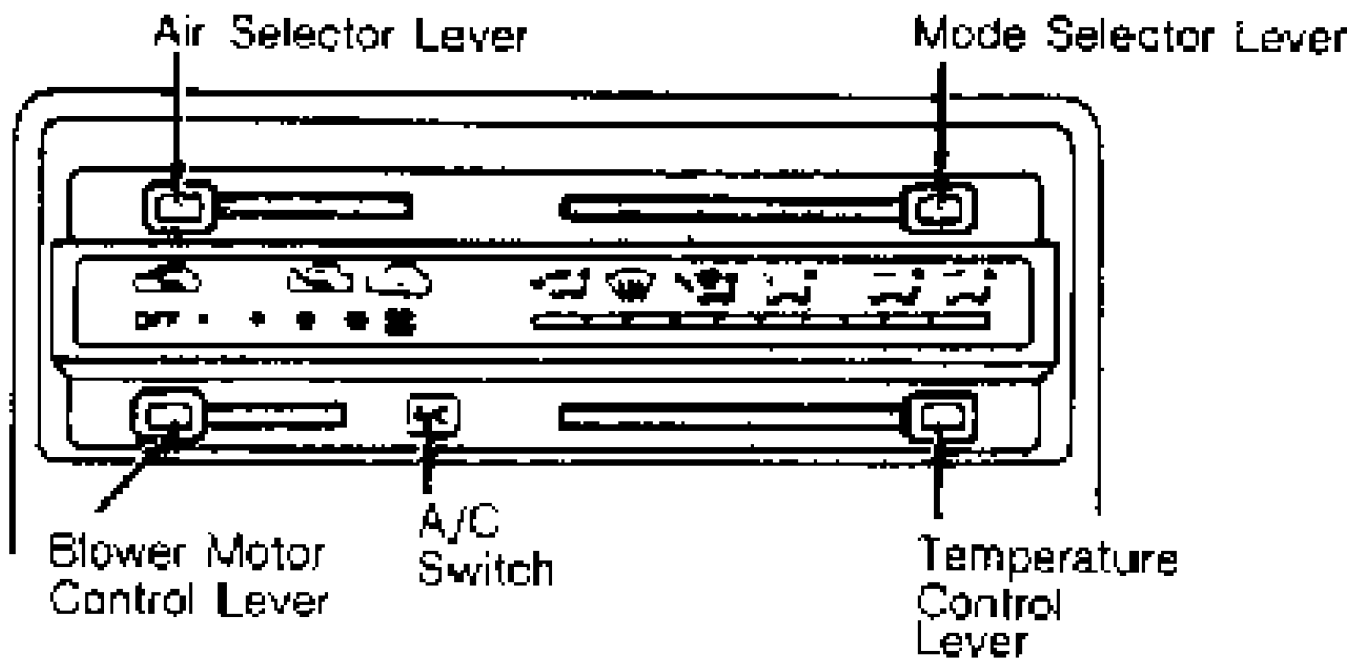 Air Selector Lever
Mode Selector Lever
OFF
A/C
Blower Motor
Control Lever
A/C
Switch
Temperature
Control
Lever